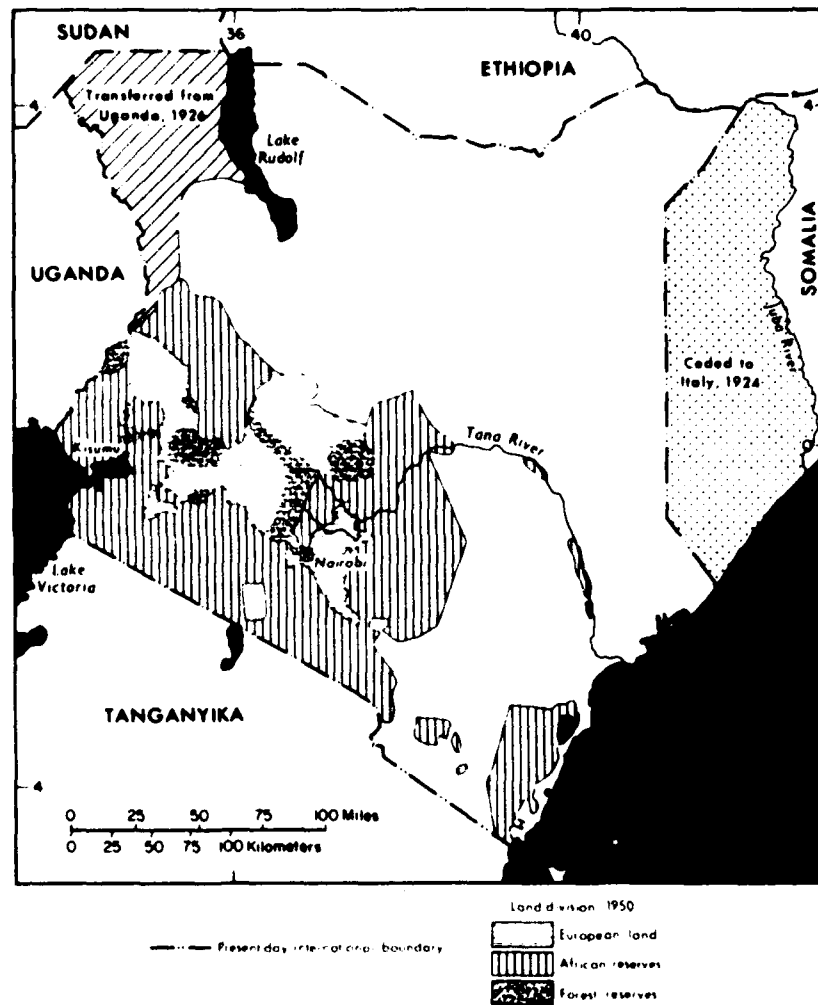 SUDAN
36
40
ETHIOPIA
4
4
Transferred from
Uganda, 1926
Lake
Rudolf
UGANDA
SOMALIA
Juba River
Ceded to
Italy, 1924
Tana River
Kisumu
Nairobi
Lake
Victoria
TANGANYIKA
4
0 25 50 75 100 Miles
0 25 50 75 100 Kilometers
Land division 1950
European land
Present day international boundary
African reserves
Forest reserves